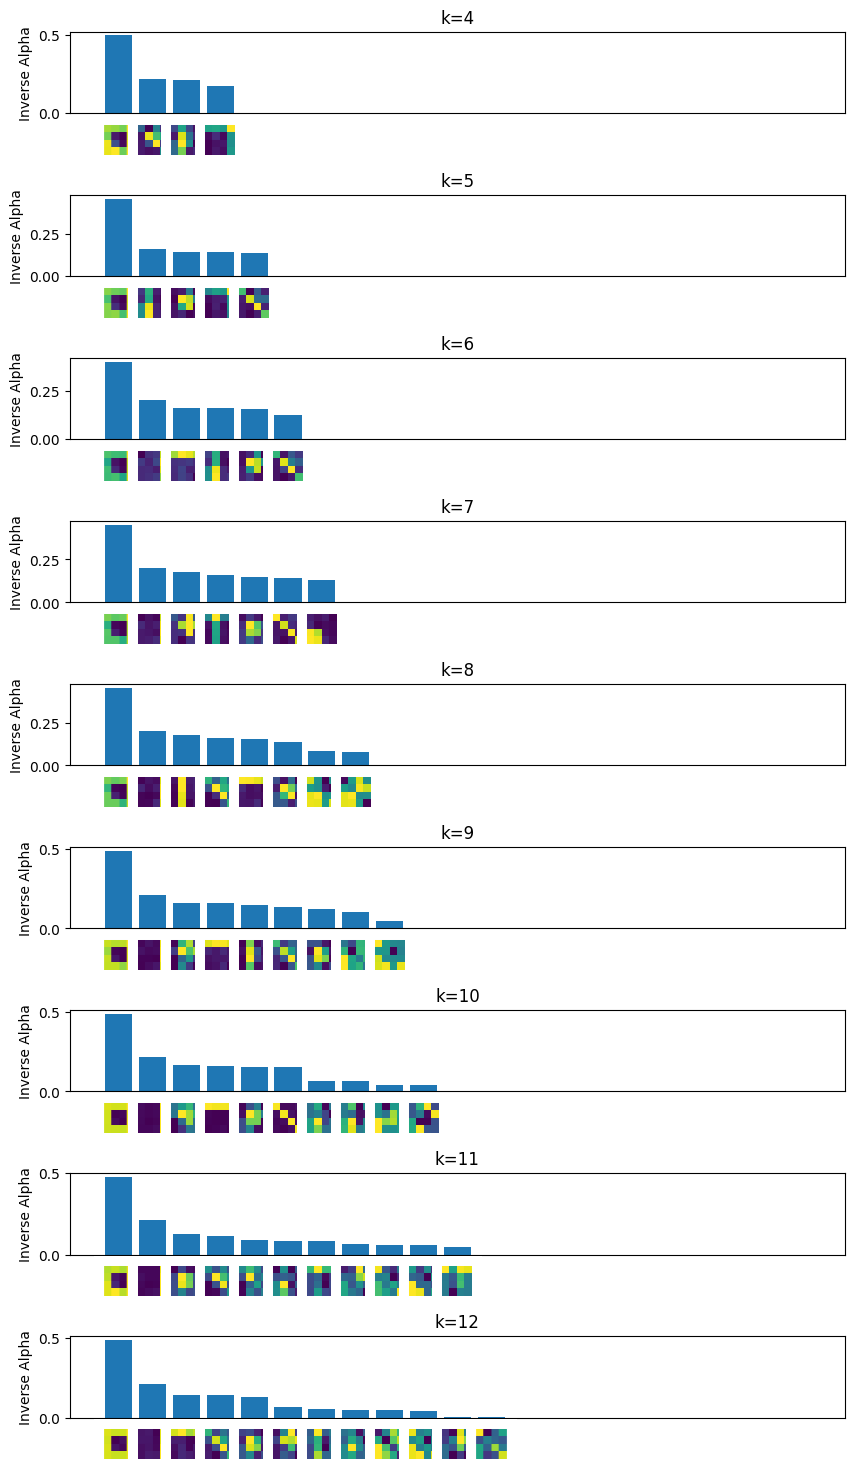 k=4
Inverse Alpha
0.5
0.0
k=5
Inverse Alpha
0.25
0.00
k=6
Inverse Alpha
0.25
0.00
k=7
Inverse Alpha
0.25
0.00
k=8
Inverse Alpha
0.25
0.00
k=9
Inverse Alpha
0.5
0.0
k=10
Inverse Alpha
0.5
0.0
k=11
Inverse Alpha
0.5
0.0
k=12
Inverse Alpha
0.5
0.0